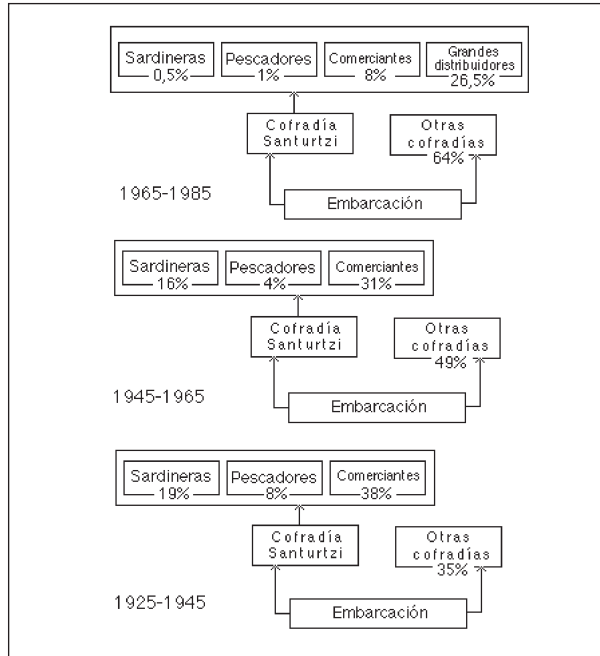 Sardineras
0,5%
Pescadores
1%
Comerciantes
8%
Grandes
distribuidores
26,5%
Cofradía
Santurtzi
Otras
cofradías
64%
1965-1985
Embarcación
Sardineras
16%
Pescadores
4%
Comerciantes
31%
Cofradía
Santurtzi
Otras
cofradías
49%
1945-1965
Embarcación
Sardineras
19%
Pescadores
8%
Comerciantes
38%
Cofradía
Santurtzi
Otras
cofradías
35%
1925-1945
Embarcación